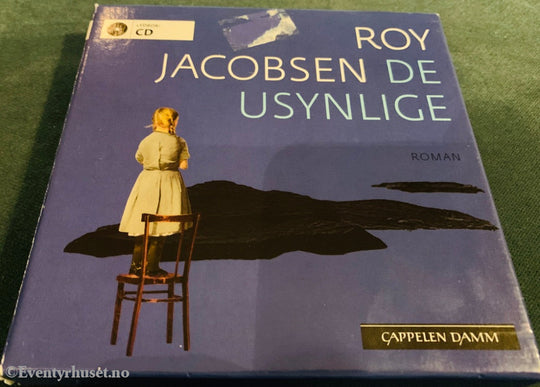 CD
ROY
JACOBSEN DE
USYNLIGE
ROMAN
CAPPELEN DAMM
©Eventyrhuset.no